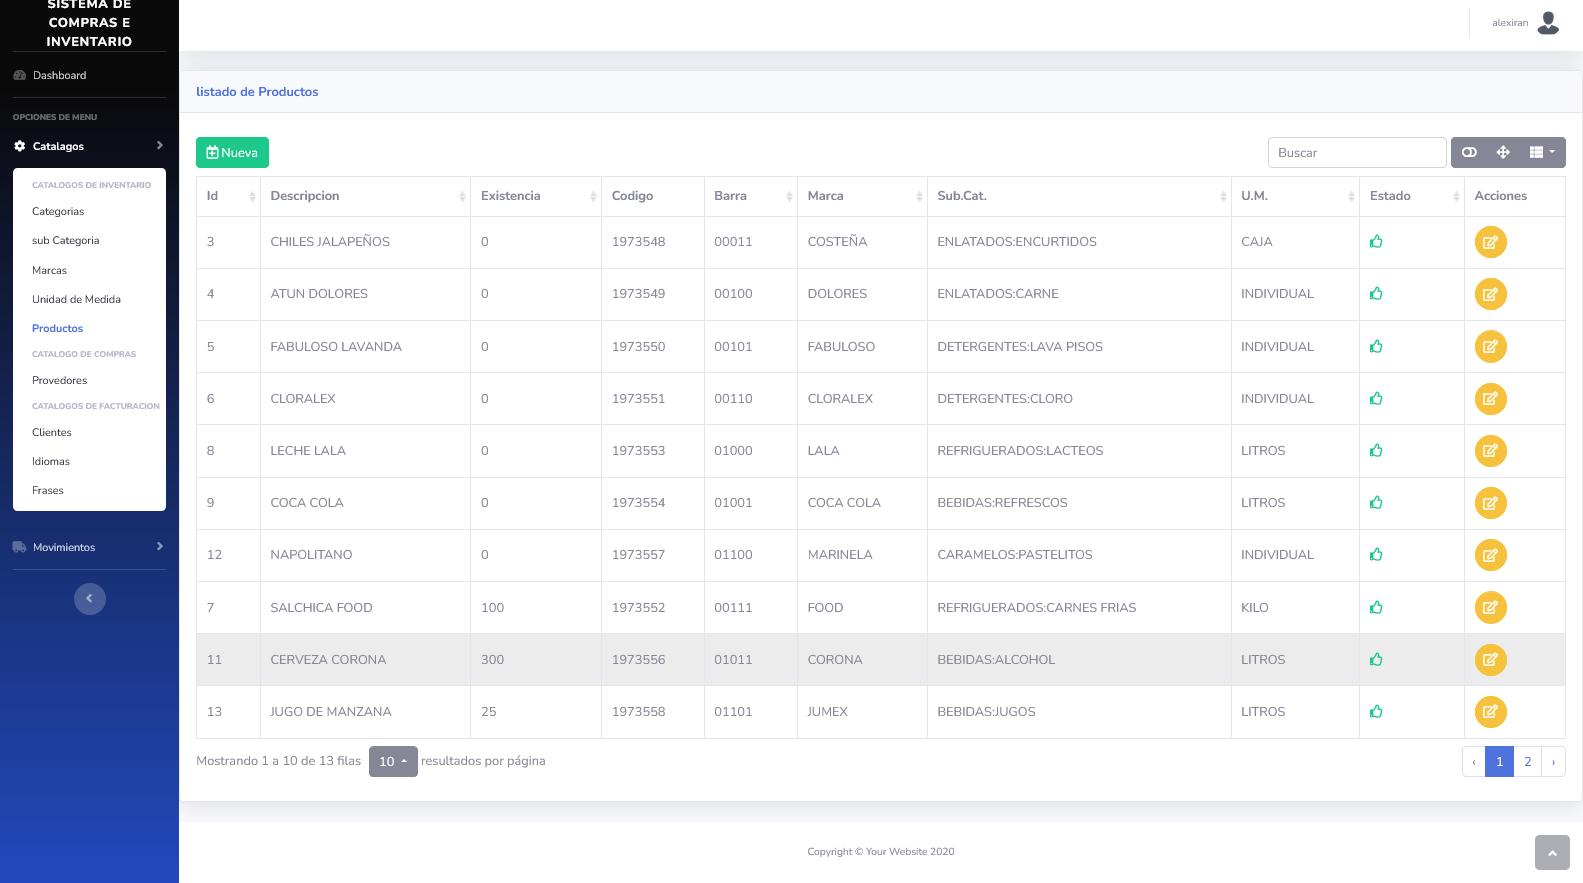 SISTEMA DE
COMPRAS E
INVENTARIO
Dashboard
OPCIONES DE MENU
Catalagos
CATALOGOS DE INVENTARIO
Categorias
sub Categoria
Marcas
Unidad de Medida
Productos
CATALOGO DE COMPRAS
Provedores
CATALOGOS DE FACTURACION
Clientes
Idiomas
Frases
Movimientos
alexiran
listado de Productos
Nueva
Buscar
Id Descripcion Existencia Codigo Barra Marca Sub.Cat. U.M. Estado Acciones
3 CHILES JALAPEÑOS 0 1973548 00011 COSTEÑA ENLATADOS:ENCURTIDOS CAJA
4 ATUN DOLORES 0 1973549 00100 DOLORES ENLATADOS:CARNE INDIVIDUAL
5 FABULOSO LAVANDA 0 1973550 00101 FABULOSO DETERGENTES:LAVA PISOS INDIVIDUAL
6 CLORALEX 0 1973551 00110 CLORALEX DETERGENTES:CLORO INDIVIDUAL
8 LECHE LALA 0 1973553 01000 LALA REFRIGUERADOS:LACTEOS LITROS
9 COCA COLA 0 1973554 01001 COCA COLA BEBIDAS:REFRESCOS LITROS
12 NAPOLITANO 0 1973557 01100 MARINELA CARAMELOS:PASTELITOS INDIVIDUAL
7 SALCHICA FOOD 100 1973552 00111 FOOD REFRIGUERADOS:CARNES FRIAS KILO
11 CERVEZA CORONA 300 1973556 01011 CORONA BEBIDAS:ALCOHOL LITROS
13 JUGO DE MANZANA 25 1973558 01101 JUMEX BEBIDAS:JUGOS LITROS
Mostrando 1 a 10 de 13 filas 10 resultados por página ‹ 1 2 ›
Copyright © Your Website 2020